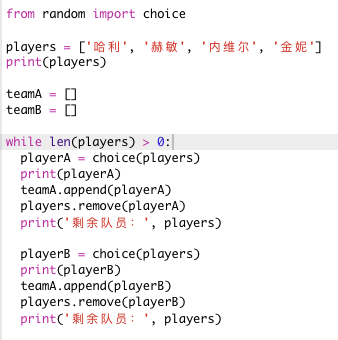 from random import choice
players = ['哈利', '赫敏', '内维尔', '金妮']
print(players)
teamA = []
teamB = []
while len(players) > 0:
playerA = choice(players)
print(playerA)
teamA.append(playerA)
players.remove(playerA)
print('剩余队员：', players)
playerB = choice(players)
print(playerB)
teamA.append(playerB)
players.remove(playerB)
print('剩余队员：', players)